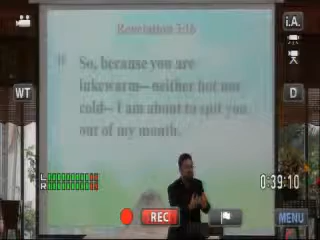 Revelation 3:16
So, because you are
lukewarm--neither hot nor
cold--I am about to spit you
out of my mouth.
i.A.
WT
D
L
R
0:39:10
REC
MENU